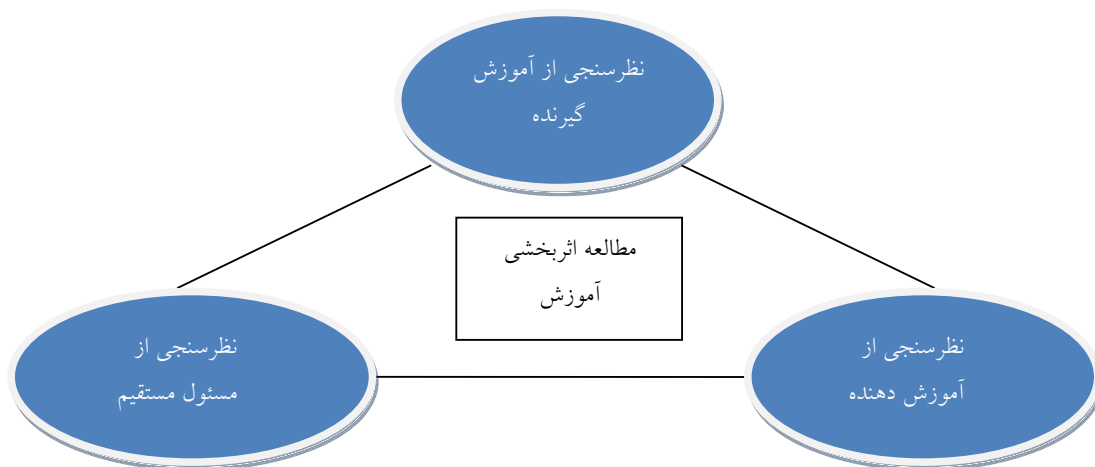 نظرسنجی از آموزش
گیرنده
مطالعه اثربخشی
آموزش
نظرسنجی از
آموزش دهنده
نظرسنجی از
مسئول مستقیم